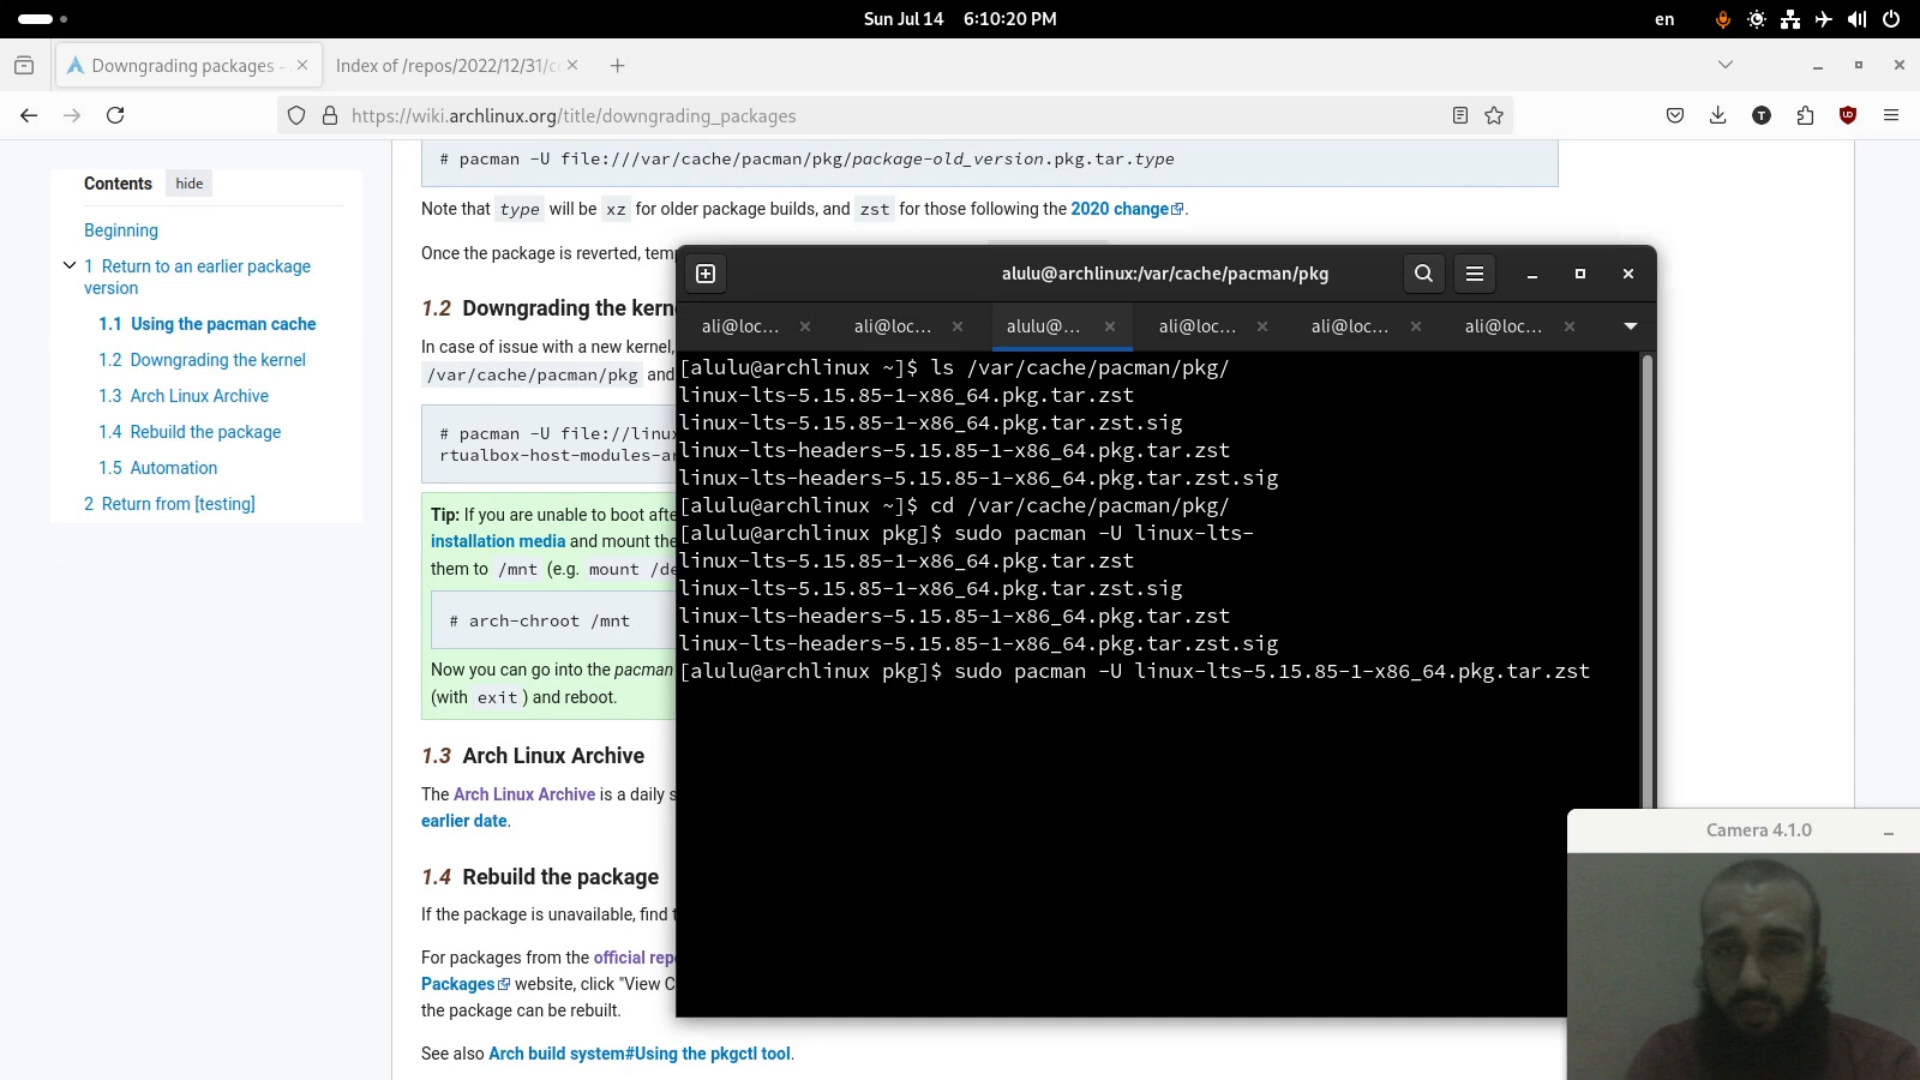 Sun Jul 14 6:10:20 PM
en
Downgrading packages -
Index of /repos/2022/12/31/co
https://wiki.archlinux.org/title/downgrading_packages
Contents hide
Beginning
1 Return to an earlier package
version
1.1 Using the pacman cache
1.2 Downgrading the kernel
1.3 Arch Linux Archive
1.4 Rebuild the package
1.5 Automation
2 Return from [testing]
# pacman -U file:///var/cache/pacman/pkg/package-old_version.pkg.tar.type
Note that type will be xz for older package builds, and zst for those following the 2020 change.
Once the package is reverted, tem
1.2 Downgrading the kern
In case of issue with a new kernel,
/var/cache/pacman/pkg and
# pacman -U file://linu
rtualbox-host-modules-a
Tip: If you are unable to boot afte
installation media and mount the
them to /mnt (e.g. mount /de
# arch-chroot /mnt
Now you can go into the pacman
(with exit ) and reboot.
1.3 Arch Linux Archive
The Arch Linux Archive is a daily s
earlier date.
1.4 Rebuild the package
If the package is unavailable, find
For packages from the official rep
Packages website, click "View C
the package can be rebuilt.
See also Arch build system#Using the pkgctl tool.
alulu@archlinux:/var/cache/pacman/pkg
ali@loc... ali@loc... alulu@... ali@loc... ali@loc... ali@loc...
[alulu@archlinux ~]$ ls /var/cache/pacman/pkg/
linux-lts-5.15.85-1-x86_64.pkg.tar.zst
linux-lts-5.15.85-1-x86_64.pkg.tar.zst.sig
linux-lts-headers-5.15.85-1-x86_64.pkg.tar.zst
linux-lts-headers-5.15.85-1-x86_64.pkg.tar.zst.sig
[alulu@archlinux ~]$ cd /var/cache/pacman/pkg/
[alulu@archlinux pkg]$ sudo pacman -U linux-lts-
linux-lts-5.15.85-1-x86_64.pkg.tar.zst
linux-lts-5.15.85-1-x86_64.pkg.tar.zst.sig
linux-lts-headers-5.15.85-1-x86_64.pkg.tar.zst
linux-lts-headers-5.15.85-1-x86_64.pkg.tar.zst.sig
[alulu@archlinux pkg]$ sudo pacman -U linux-lts-5.15.85-1-x86_64.pkg.tar.zst
Camera 4.1.0